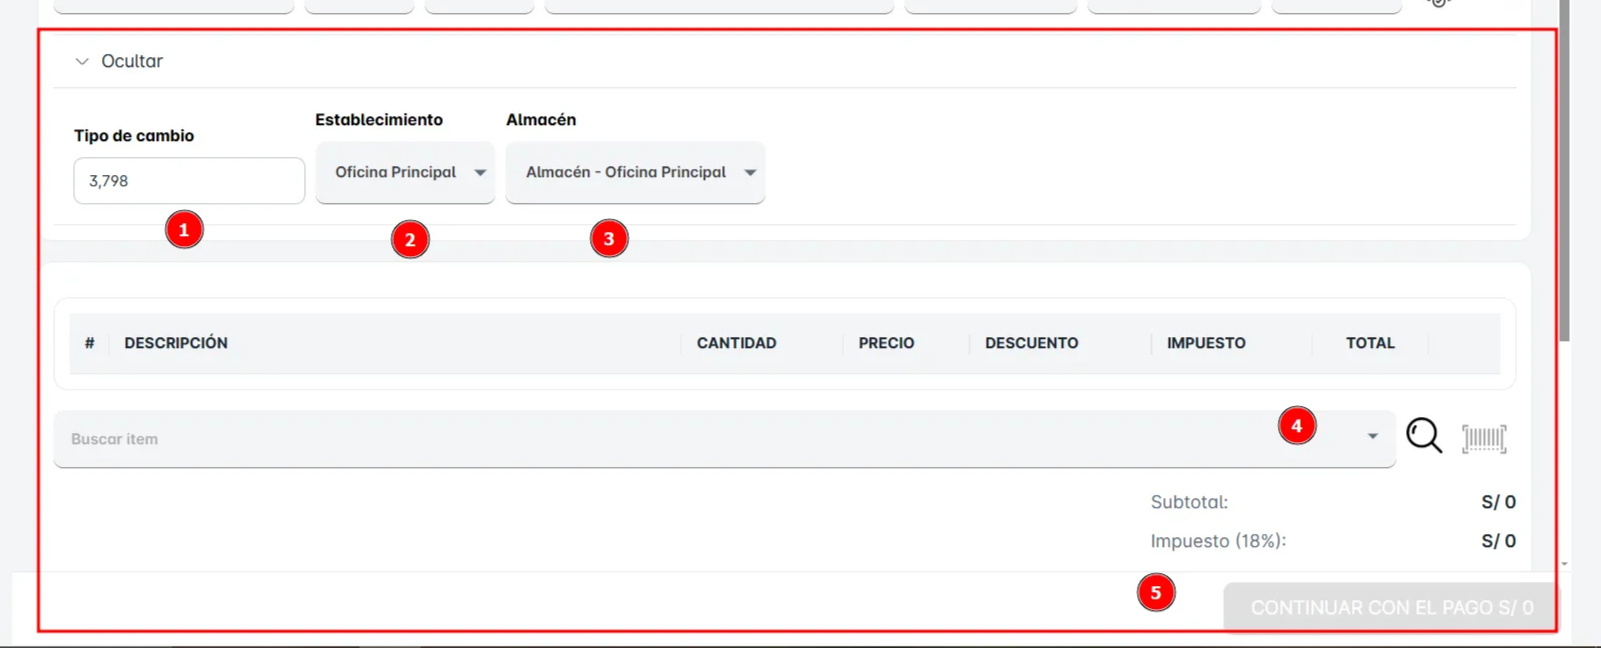 Ocultar
Tipo de cambio
Establecimiento
Almacén
3,798
Oficina Principal
Almacén - Oficina Principal
1
2
3
# DESCRIPCIÓN CANTIDAD PRECIO DESCUENTO IMPUESTO TOTAL
4
Buscar item
Subtotal: S/ 0
Impuesto (18%): S/ 0
5
CONTINUAR CON EL PAGO S/ 0